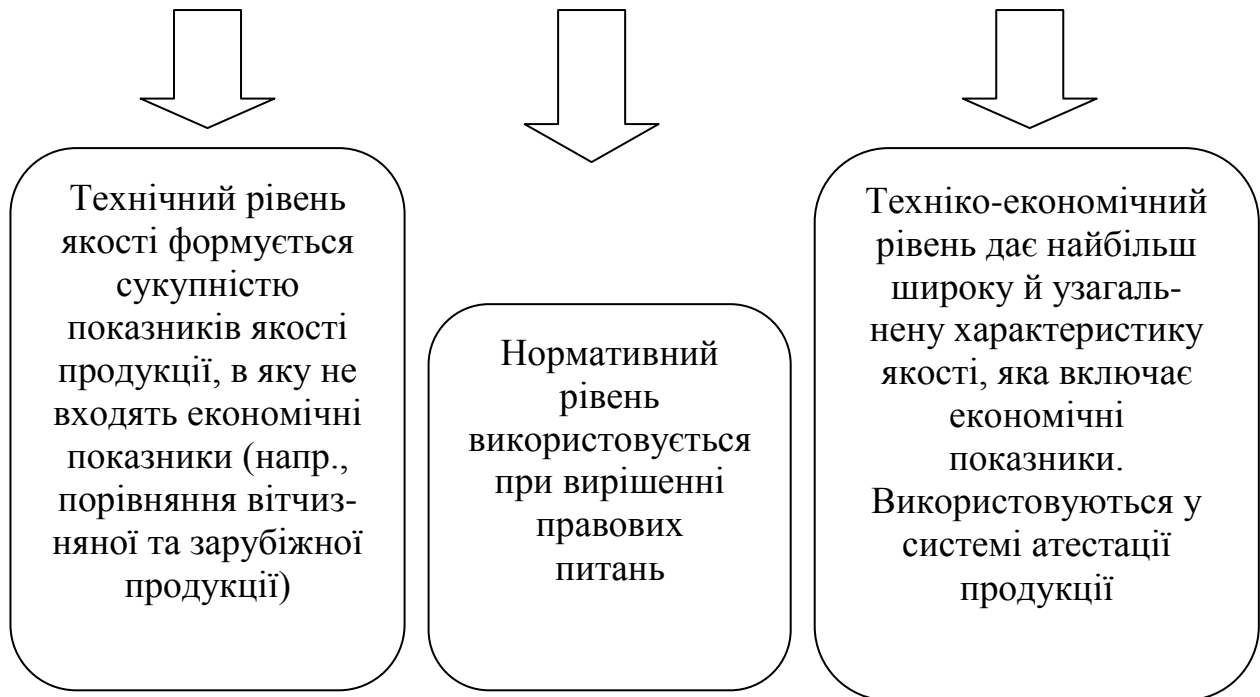 Технічний рівень
якості формується
сукупністю
показників якості
продукції, в яку не
входять економічні
показники (напр.,
порівняння вітчиз-
няної та зарубіжної
продукції)
Нормативний
рівень
використовується
при вирішенні
правових
питань
Техніко-економічний
рівень дає найбільш
широку й узагаль-
нену характеристику
якості, яка включає
економічні
показники.
Використовуються у
системі атестації
продукції